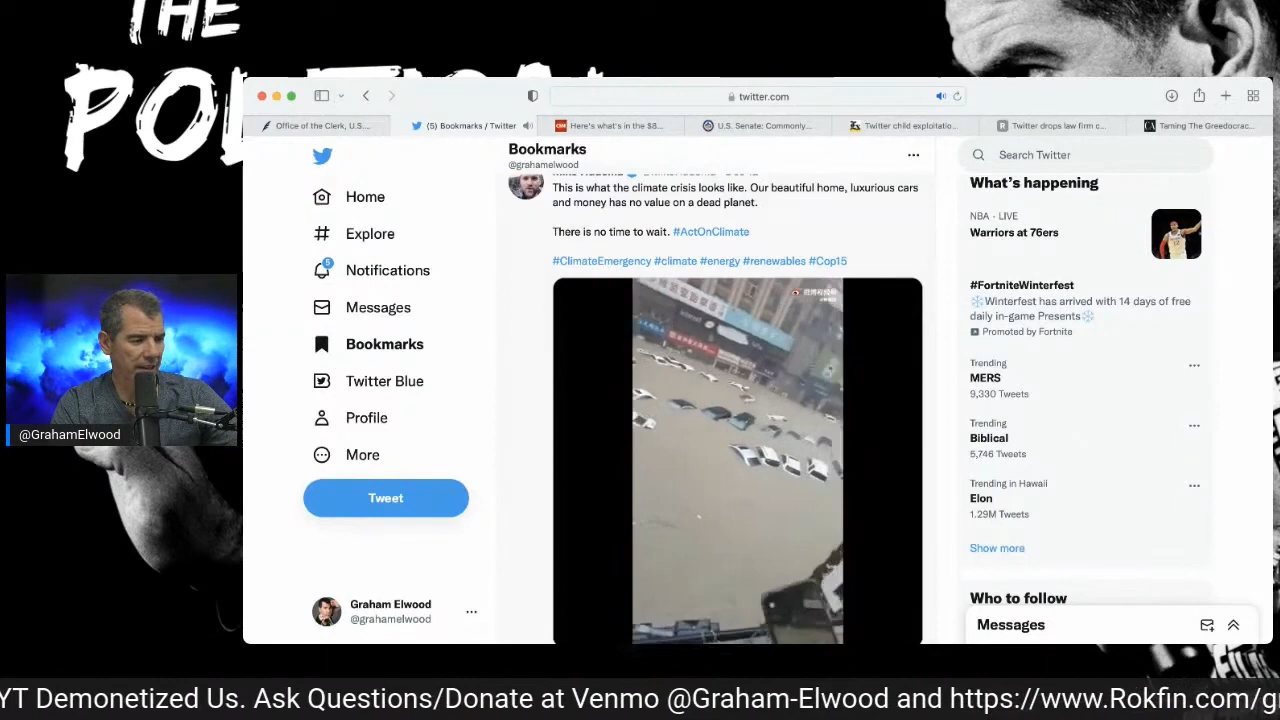 THE
twitter.com
Office of the Clerk, U.S....
(5) Bookmarks / Twitter
Here's what's in the $8...
U.S. Senate: Commonly...
Twitter child exploitatio...
Twitter drops law firm c...
Taming The Greedocrac...
Home
Explore
Notifications
5
Messages
Bookmarks
Twitter Blue
Profile
More
Tweet
Graham Elwood
@grahamelwood
Bookmarks
@grahamelwood
This is what the climate crisis looks like. Our beautiful home, luxurious cars
and money has no value on a dead planet.
There is no time to wait. #ActOnClimate
#ClimateEmergency #climate #energy #renewables #Cop15
Search Twitter
What's happening
NBA · LIVE
Warriors at 76ers
#FortniteWinterfest
❄️Winterfest has arrived with 14 days of free
daily in-game Presents❄️
Promoted by Fortnite
Trending
MERS
9,330 Tweets
Trending
Biblical
5,746 Tweets
Trending in Hawaii
Elon
1.29M Tweets
Show more
Who to follow
Messages
@GrahamElwood
YT Demonetized Us. Ask Questions/Donate at Venmo @Graham-Elwood and https://www.Rokfin.com/g